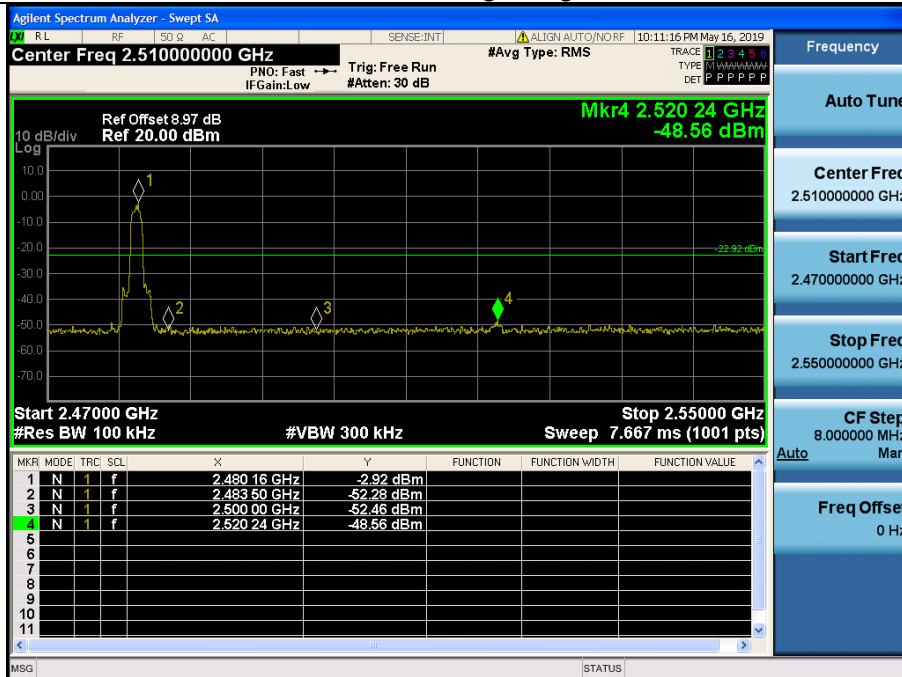 Agilent Spectrum Analyzer - Swept SA
LXI RL RF 50 Ω AC SENSE:INT ALIGN AUTO/NO RF 10:11:16 PM May 16, 2019
Center Freq 2.510000000 GHz #Avg Type: RMS TRACE 1 2 3 4 5 6
PNO: Fast Trig: Free Run TYPE M W W W W W
IFGain:Low #Atten: 30 dB DET P P P P P P
Mkr4 2.520 24 GHz
-48.56 dBm
Ref Offset 8.97 dB
10 dB/div Ref 20.00 dBm
Log
10.0
0.00
-10.0
-20.0
-30.0
-40.0
-50.0
-60.0
-70.0
1
2
3
4
-22.92 dBm
Start 2.47000 GHz Stop 2.55000 GHz
#Res BW 100 kHz #VBW 300 kHz Sweep 7.667 ms (1001 pts)
MKR MODE TRC SCL X Y FUNCTION FUNCTION WIDTH FUNCTION VALUE
1 N 1 f 2.480 16 GHz -2.92 dBm
2 N 1 f 2.483 50 GHz -52.28 dBm
3 N 1 f 2.500 00 GHz -52.46 dBm
4 N 1 f 2.520 24 GHz -48.56 dBm
5
6
7
8
9
10
11
MSG STATUS
Frequency
Auto Tune
Center Freq
2.510000000 GHz
Start Freq
2.470000000 GHz
Stop Freq
2.550000000 GHz
CF Step
8.000000 MHz
Auto Man
Freq Offset
0 Hz